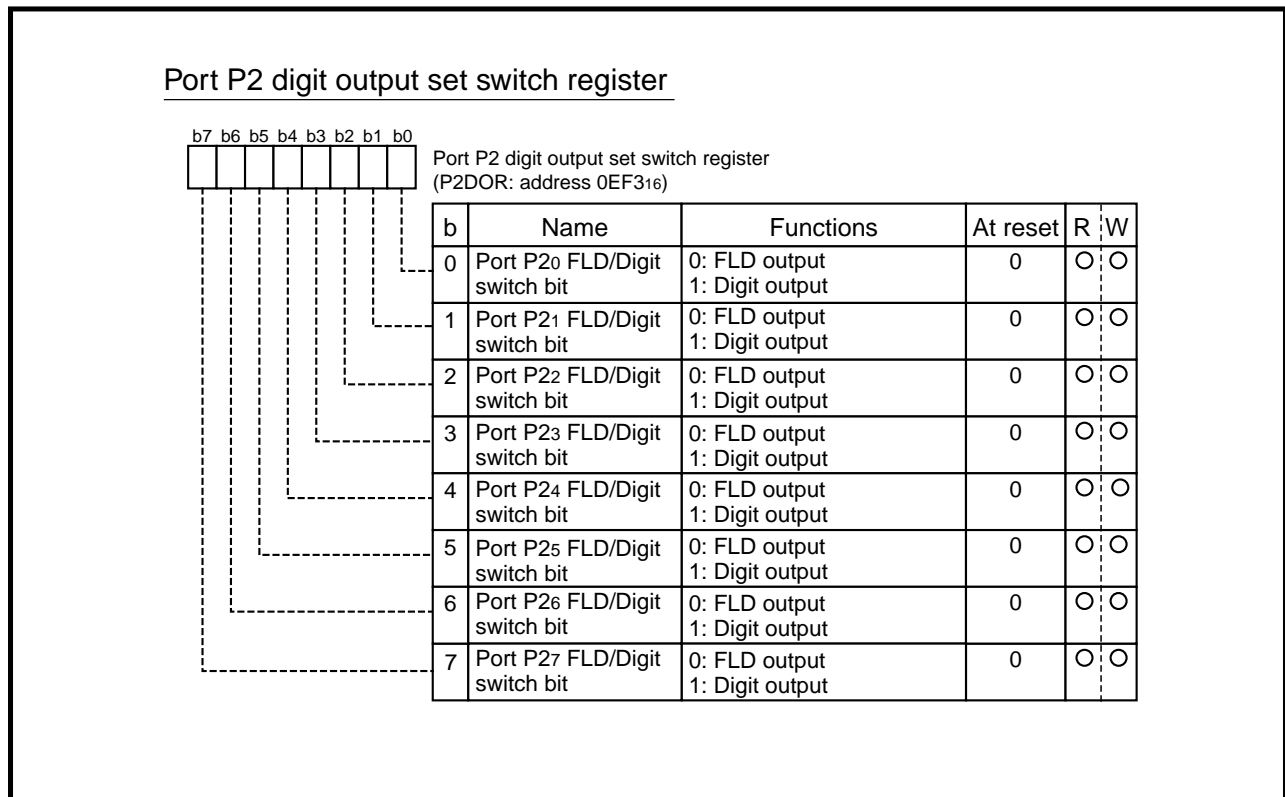 Port P2 digit output set switch register
b7 b6 b5 b4 b3 b2 b1 b0
Port P2 digit output set switch register
(P2DOR: address 0EF316)
b Name Functions At reset R W
0 Port P20 FLD/Digit 0: FLD output 0
switch bit 1: Digit output
1 Port P21 FLD/Digit 0: FLD output 0
switch bit 1: Digit output
2 Port P22 FLD/Digit 0: FLD output 0
switch bit 1: Digit output
3 Port P23 FLD/Digit 0: FLD output 0
switch bit 1: Digit output
4 Port P24 FLD/Digit 0: FLD output 0
switch bit 1: Digit output
5 Port P25 FLD/Digit 0: FLD output 0
switch bit 1: Digit output
6 Port P26 FLD/Digit 0: FLD output 0
switch bit 1: Digit output
7 Port P27 FLD/Digit 0: FLD output 0
switch bit 1: Digit output